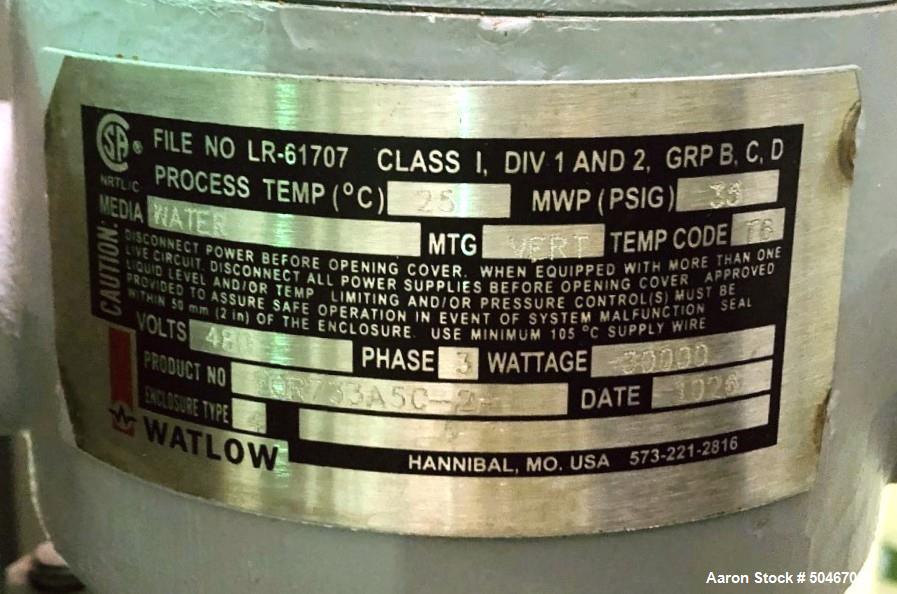 SA ®
NRTL/C
FILE NO LR-61707 CLASS I, DIV 1 AND 2, GRP B, C, D
PROCESS TEMP (°C) 25 MWP (PSIG)
MEDIA WATER MTG VERT TEMP CODE T6
CAUTION: DISCONNECT POWER BEFORE OPENING COVER. WHEN EQUIPPED WITH MORE THAN ONE
LIVE CIRCUIT, DISCONNECT ALL POWER SUPPLIES BEFORE OPENING COVER. APPROVED
LIQUID LEVEL AND/OR TEMP. LIMITING AND/OR PRESSURE CONTROL(S) MUST BE
PROVIDED TO ASSURE SAFE OPERATION IN EVENT OF SYSTEM MALFUNCTION. SEAL
WITHIN 50 mm (2 in) OF THE ENCLOSURE. USE MINIMUM 105 °C SUPPLY WIRE
VOLTS 480 PHASE 3 WATTAGE 30000
PRODUCT NO DATE
ENCLOSURE TYPE 4
WATLOW
HANNIBAL, MO. USA 573-221-2816
Aaron Stock #